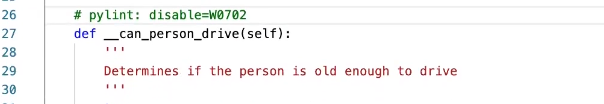 26 # pylint: disable=W0702
27 def __can_person_drive(self):
28 '''
29 Determines if the person is old enough to drive
30 '''